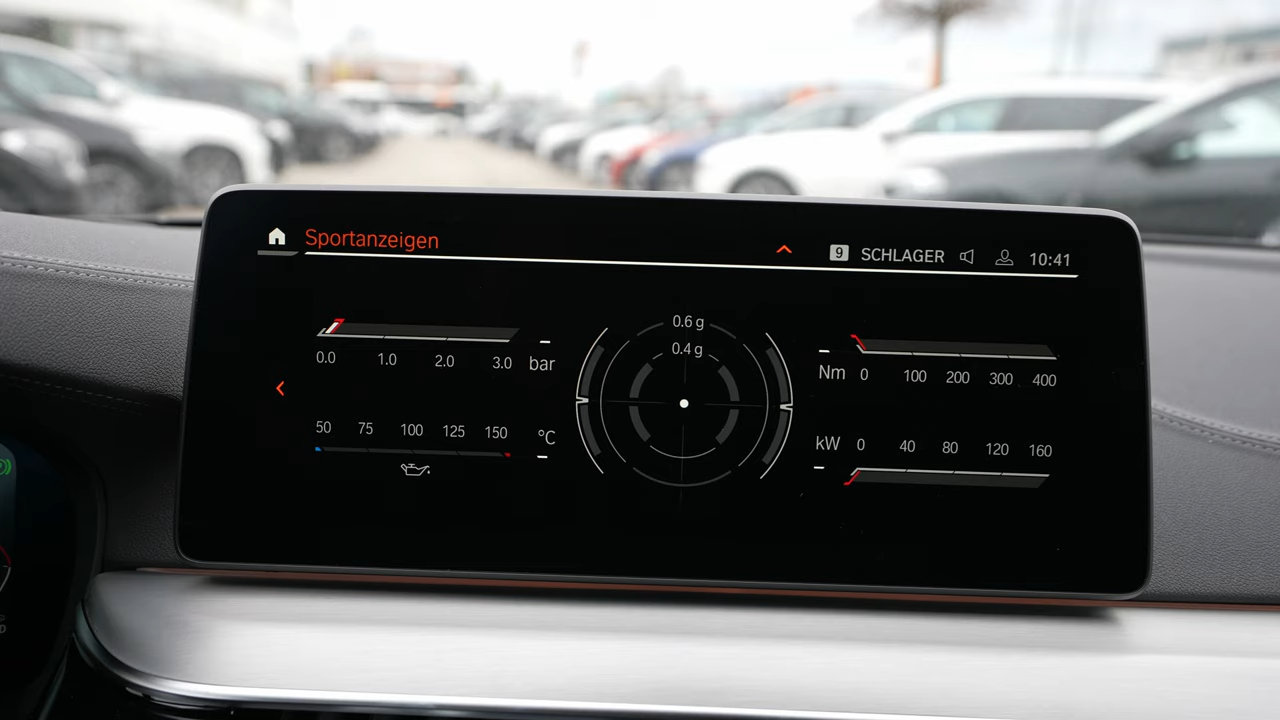 Sportanzeigen
9 SCHLAGER 10:41
0.6 g
0.4 g
0.0 1.0 2.0 3.0 bar
50 75 100 125 150 °C
Nm 0 100 200 300 400
kW 0 40 80 120 160